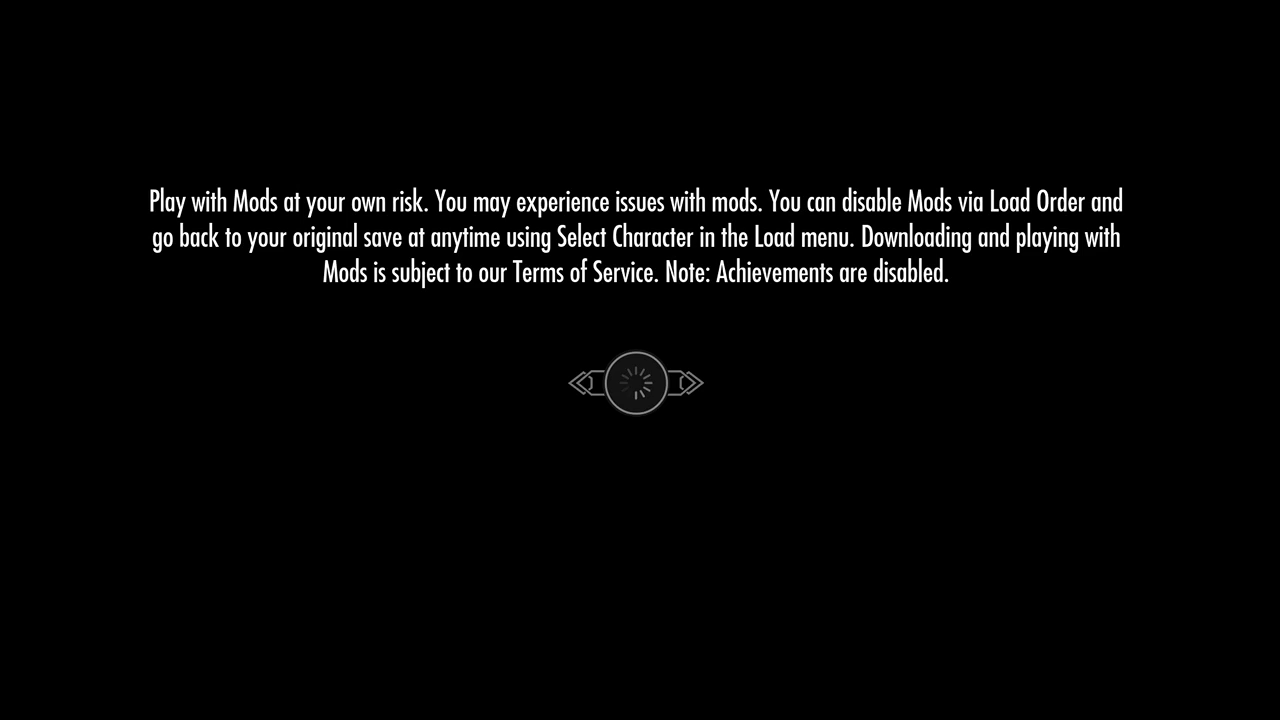 Play with Mods at your own risk. You may experience issues with mods. You can disable Mods via Load Order and
go back to your original save at anytime using Select Character in the Load menu. Downloading and playing with
Mods is subject to our Terms of Service. Note: Achievements are disabled.